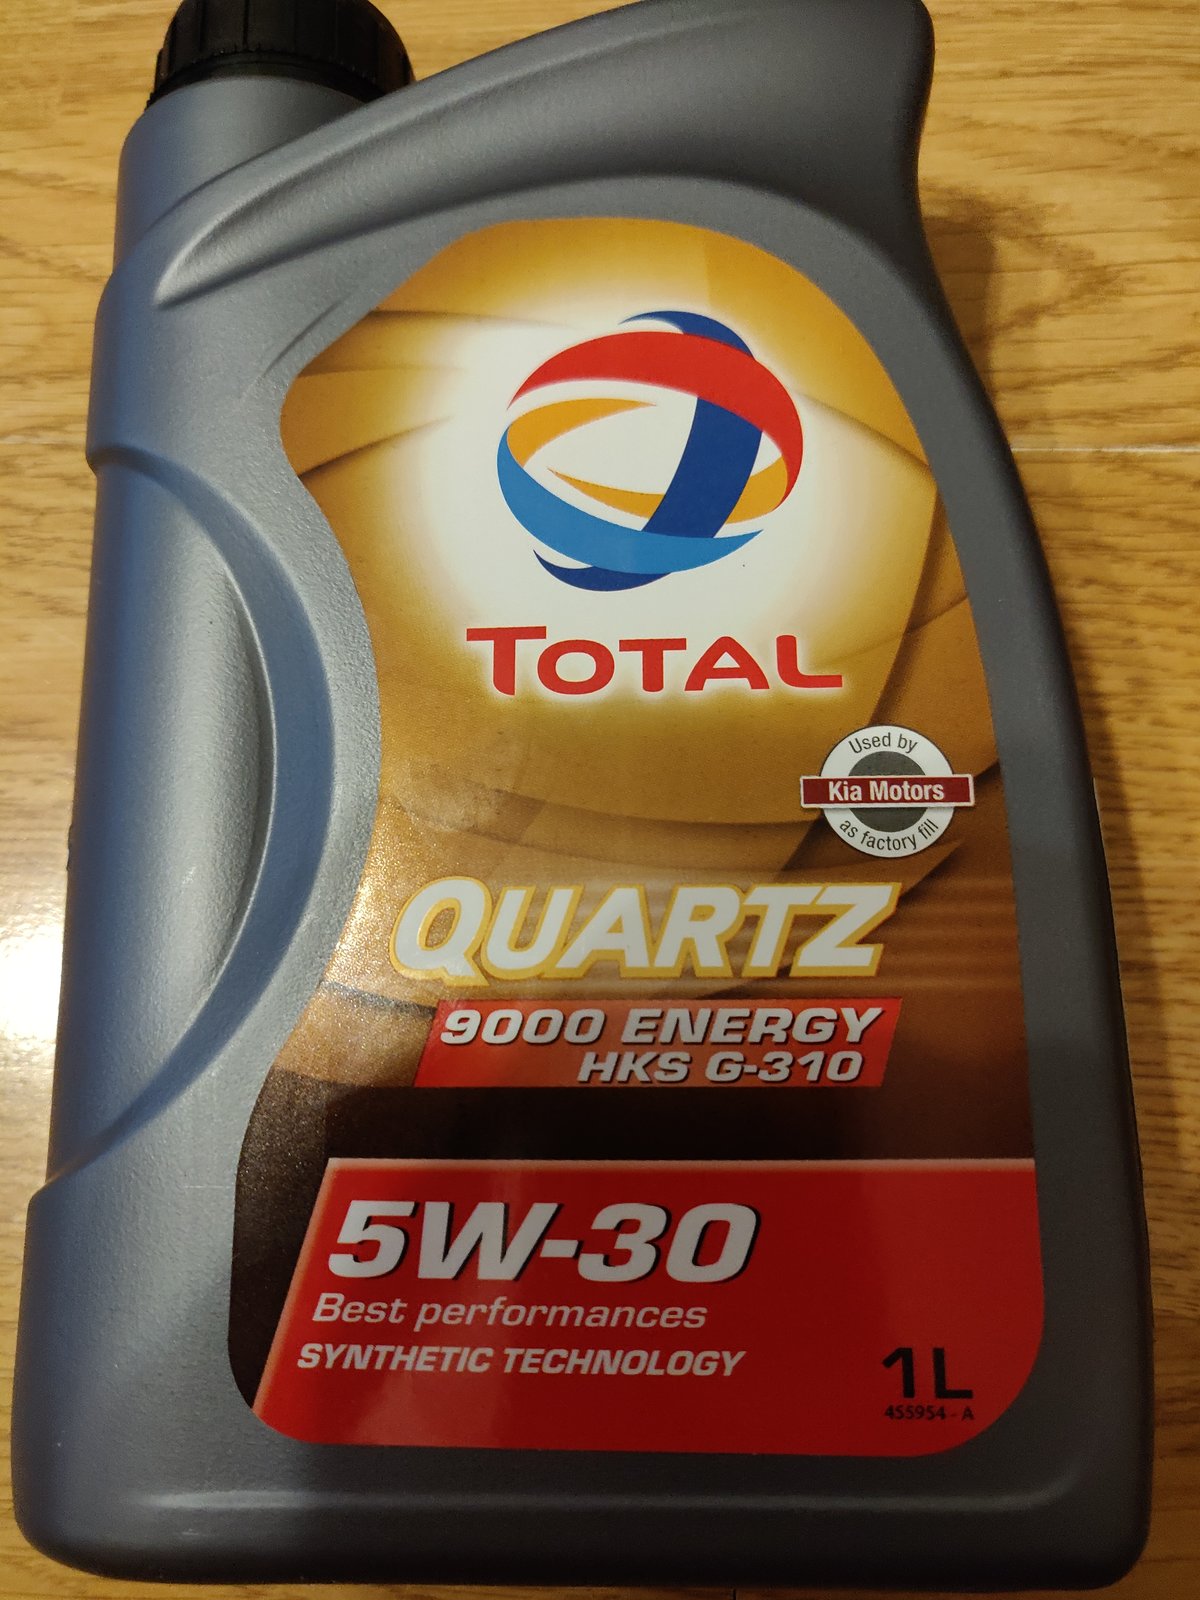 TOTAL
Used by
Kia Motors
as factory fill
QUARTZ
9000 ENERGY
HKS G-310
5W-30
Best performances
SYNTHETIC TECHNOLOGY
1L
455954 - A